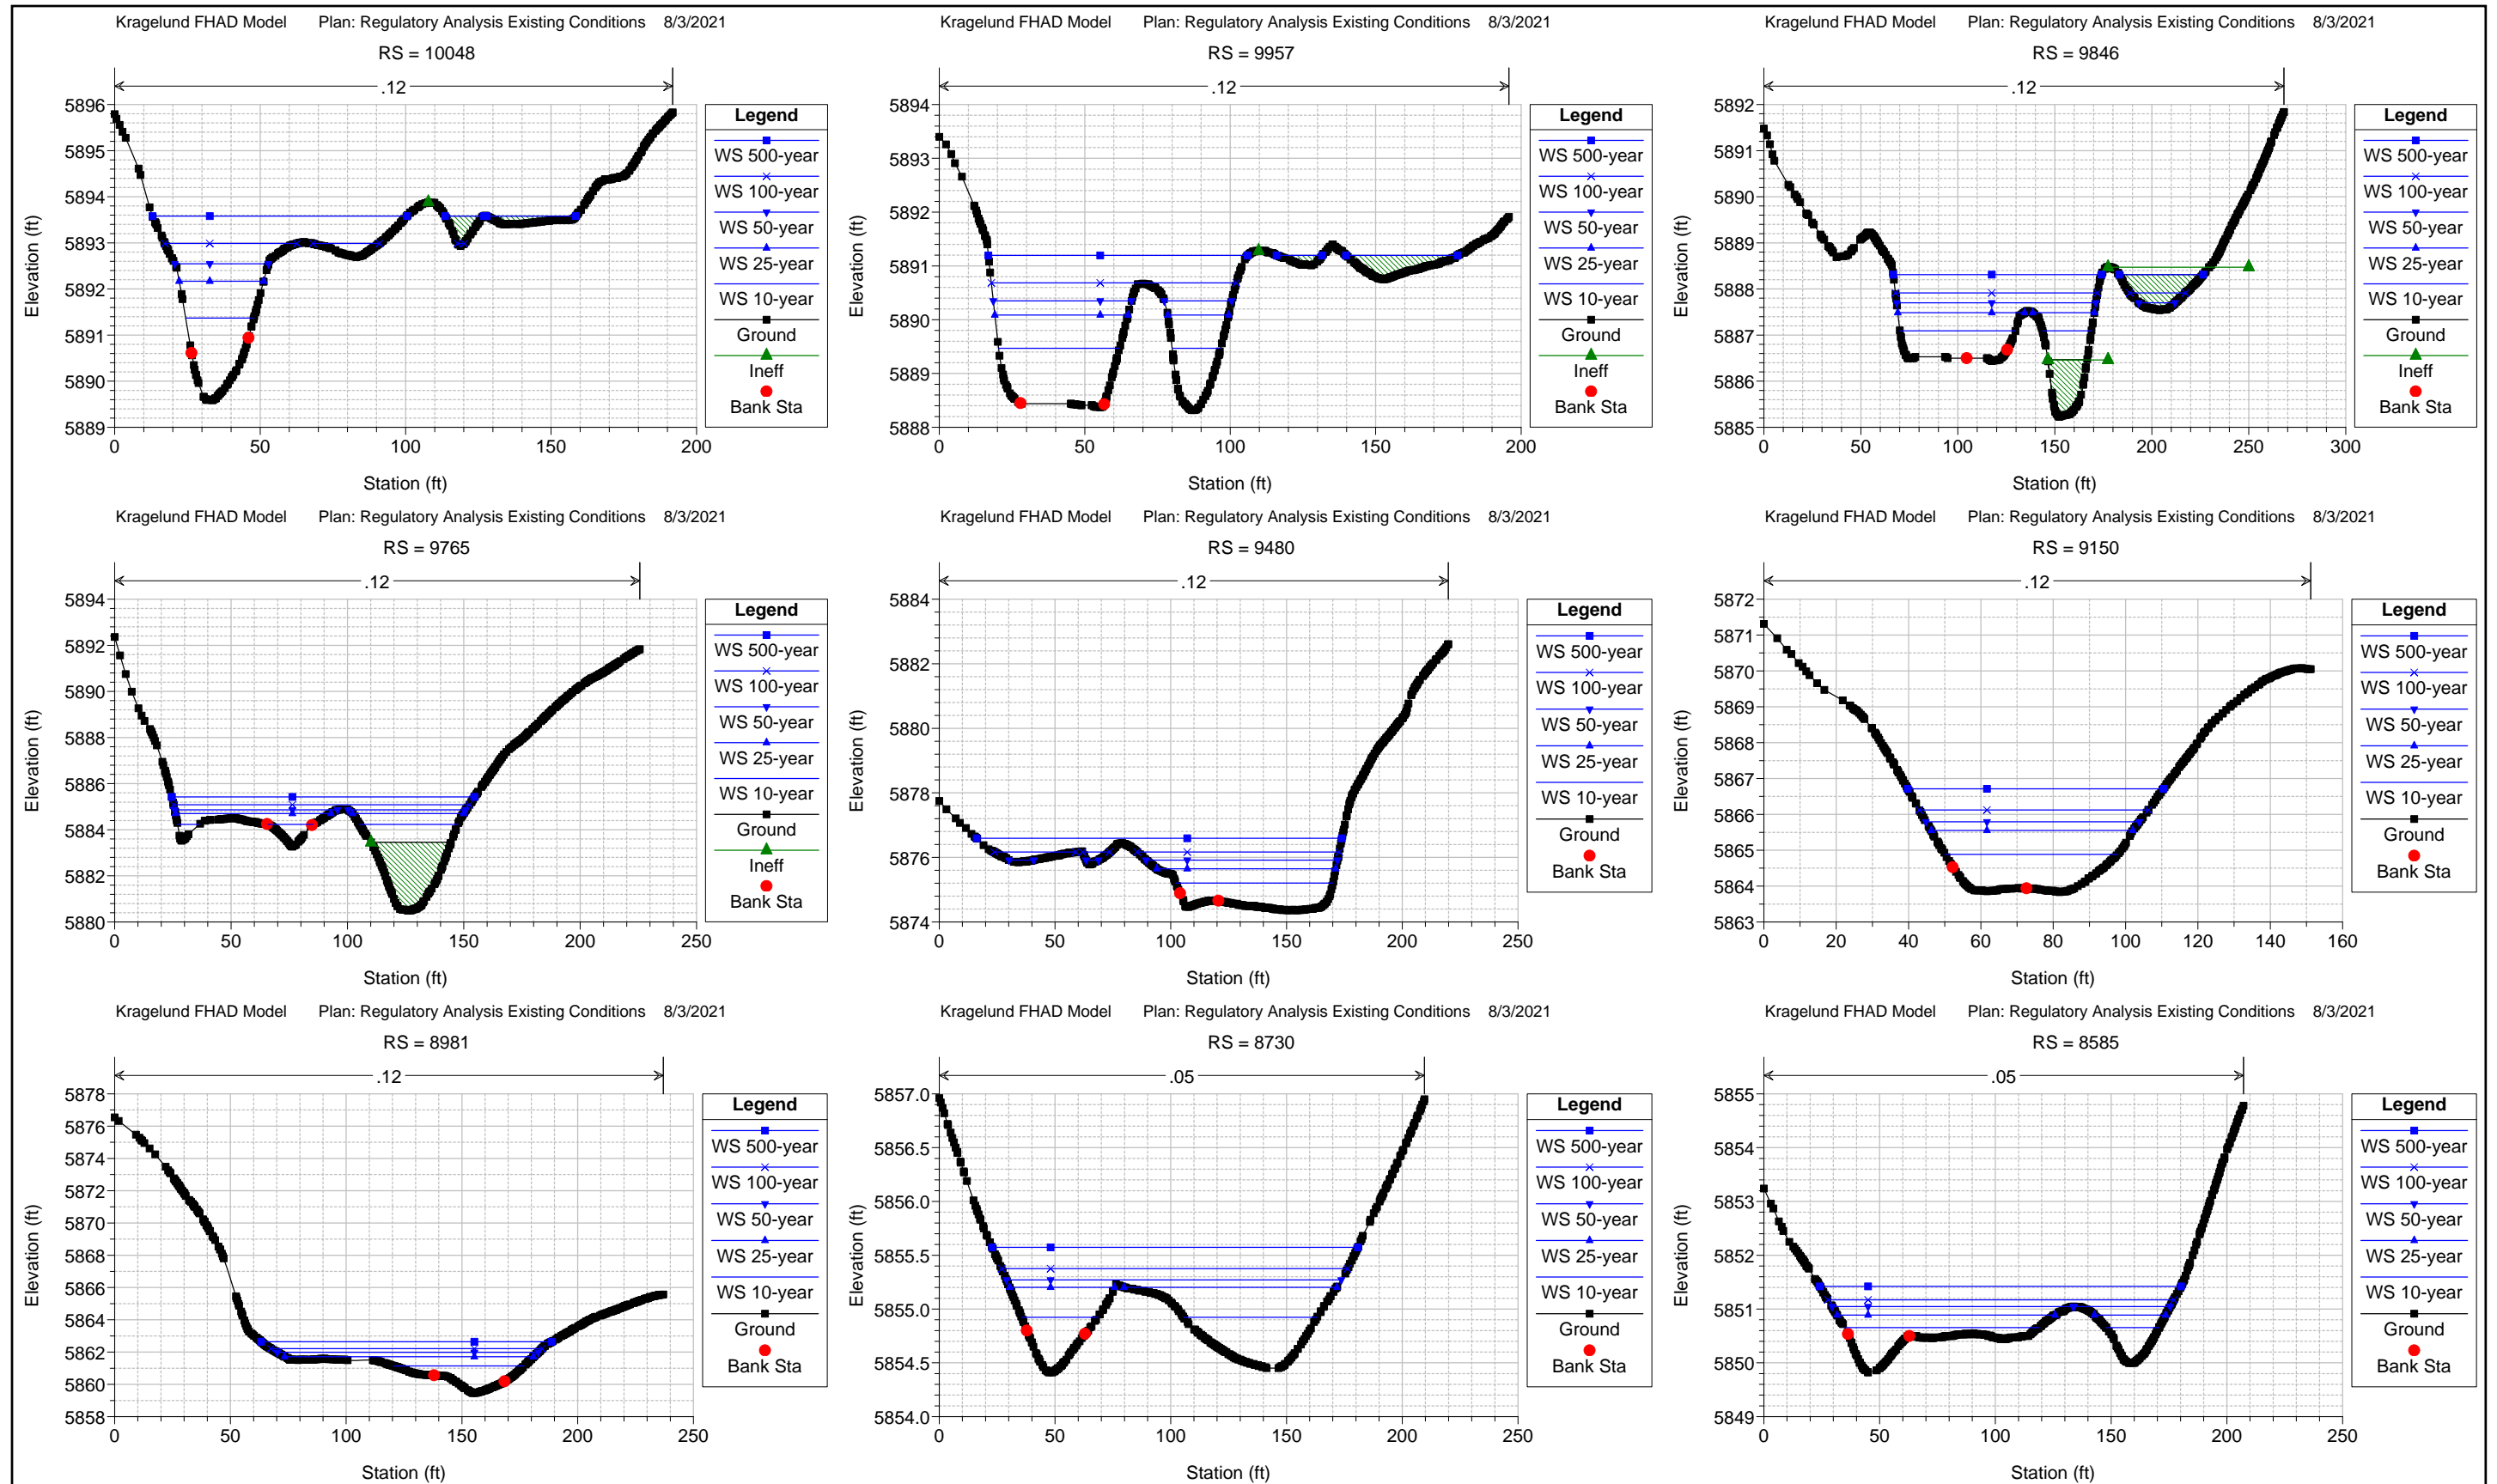 Kragelund FHAD Model Plan: Regulatory Analysis Existing Conditions 8/3/2021
RS = 10048
.12
5896
5895
5894
5893
5892
5891
5890
5889
Elevation (ft)
0 50 100 150 200
Station (ft)
Legend
WS 500-year
WS 100-year
WS 50-year
WS 25-year
WS 10-year
Ground
Ineff
Bank Sta
Kragelund FHAD Model Plan: Regulatory Analysis Existing Conditions 8/3/2021
RS = 9957
.12
5894
5893
5892
5891
5890
5889
5888
Elevation (ft)
0 50 100 150 200
Station (ft)
Legend
WS 500-year
WS 100-year
WS 50-year
WS 25-year
WS 10-year
Ground
Ineff
Bank Sta
Kragelund FHAD Model Plan: Regulatory Analysis Existing Conditions 8/3/2021
RS = 9846
.12
5892
5891
5890
5889
5888
5887
5886
5885
Elevation (ft)
0 50 100 150 200 250 300
Station (ft)
Legend
WS 500-year
WS 100-year
WS 50-year
WS 25-year
WS 10-year
Ground
Ineff
Bank Sta
Kragelund FHAD Model Plan: Regulatory Analysis Existing Conditions 8/3/2021
RS = 9765
.12
5894
5892
5890
5888
5886
5884
5882
5880
Elevation (ft)
0 50 100 150 200 250
Station (ft)
Legend
WS 500-year
WS 100-year
WS 50-year
WS 25-year
WS 10-year
Ground
Ineff
Bank Sta
Kragelund FHAD Model Plan: Regulatory Analysis Existing Conditions 8/3/2021
RS = 9480
.12
5884
5882
5880
5878
5876
5874
Elevation (ft)
0 50 100 150 200 250
Station (ft)
Legend
WS 500-year
WS 100-year
WS 50-year
WS 25-year
WS 10-year
Ground
Bank Sta
Kragelund FHAD Model Plan: Regulatory Analysis Existing Conditions 8/3/2021
RS = 9150
.12
5872
5871
5870
5869
5868
5867
5866
5865
5864
5863
Elevation (ft)
0 20 40 60 80 100 120 140 160
Station (ft)
Legend
WS 500-year
WS 100-year
WS 50-year
WS 25-year
WS 10-year
Ground
Bank Sta
Kragelund FHAD Model Plan: Regulatory Analysis Existing Conditions 8/3/2021
RS = 8981
.12
5878
5876
5874
5872
5870
5868
5866
5864
5862
5860
5858
Elevation (ft)
0 50 100 150 200 250
Station (ft)
Legend
WS 500-year
WS 100-year
WS 50-year
WS 25-year
WS 10-year
Ground
Bank Sta
Kragelund FHAD Model Plan: Regulatory Analysis Existing Conditions 8/3/2021
RS = 8730
.05
5857.0
5856.5
5856.0
5855.5
5855.0
5854.5
5854.0
Elevation (ft)
0 50 100 150 200 250
Station (ft)
Legend
WS 500-year
WS 100-year
WS 50-year
WS 25-year
WS 10-year
Ground
Bank Sta
Kragelund FHAD Model Plan: Regulatory Analysis Existing Conditions 8/3/2021
RS = 8585
.05
5855
5854
5853
5852
5851
5850
5849
Elevation (ft)
0 50 100 150 200 250
Station (ft)
Legend
WS 500-year
WS 100-year
WS 50-year
WS 25-year
WS 10-year
Ground
Bank Sta